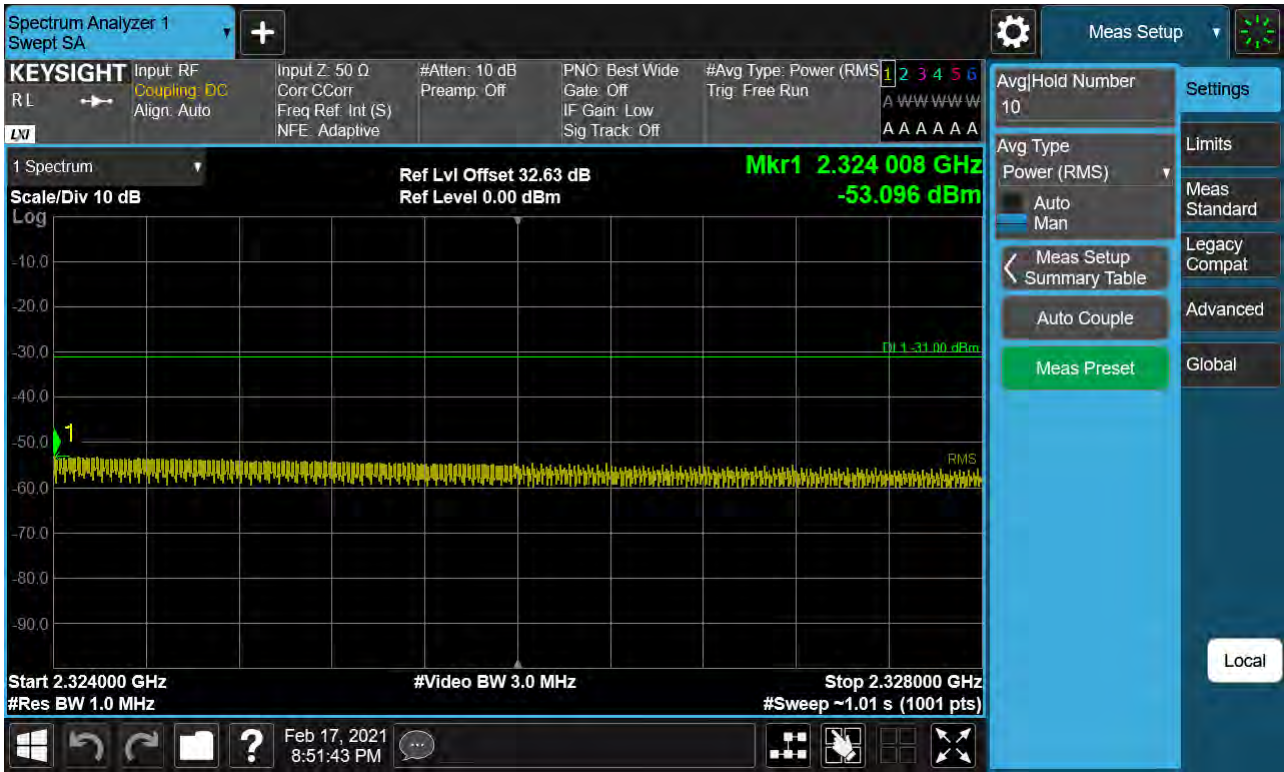 Spectrum Analyzer 1
Swept SA
+
Meas Setup
KEYSIGHT
RL
LXI
Input: RF
Coupling: DC
Align: Auto
Input Z: 50 Ω
Corr CCorr
Freq Ref: Int (S)
NFE: Adaptive
#Atten: 10 dB
Preamp: Off
PNO: Best Wide
Gate: Off
IF Gain: Low
Sig Track: Off
#Avg Type: Power (RMS
Trig: Free Run
1 2 3 4 5 6
A W W W W W
A A A A A A
1 Spectrum
Scale/Div 10 dB
Log
Ref Lvl Offset 32.63 dB
Ref Level 0.00 dBm
Mkr1 2.324 008 GHz
-53.096 dBm
-10.0
-20.0
-30.0
DL1 -31.00 dBm
-40.0
1
-50.0
RMS
-60.0
-70.0
-80.0
-90.0
Start 2.324000 GHz
#Res BW 1.0 MHz
#Video BW 3.0 MHz
Stop 2.328000 GHz
#Sweep ~1.01 s (1001 pts)
Avg|Hold Number
10
Avg Type
Power (RMS)
Auto
Man
Meas Setup
Summary Table
Auto Couple
Meas Preset
Settings
Limits
Meas
Standard
Legacy
Compat
Advanced
Global
Local
?
Feb 17, 2021
8:51:43 PM